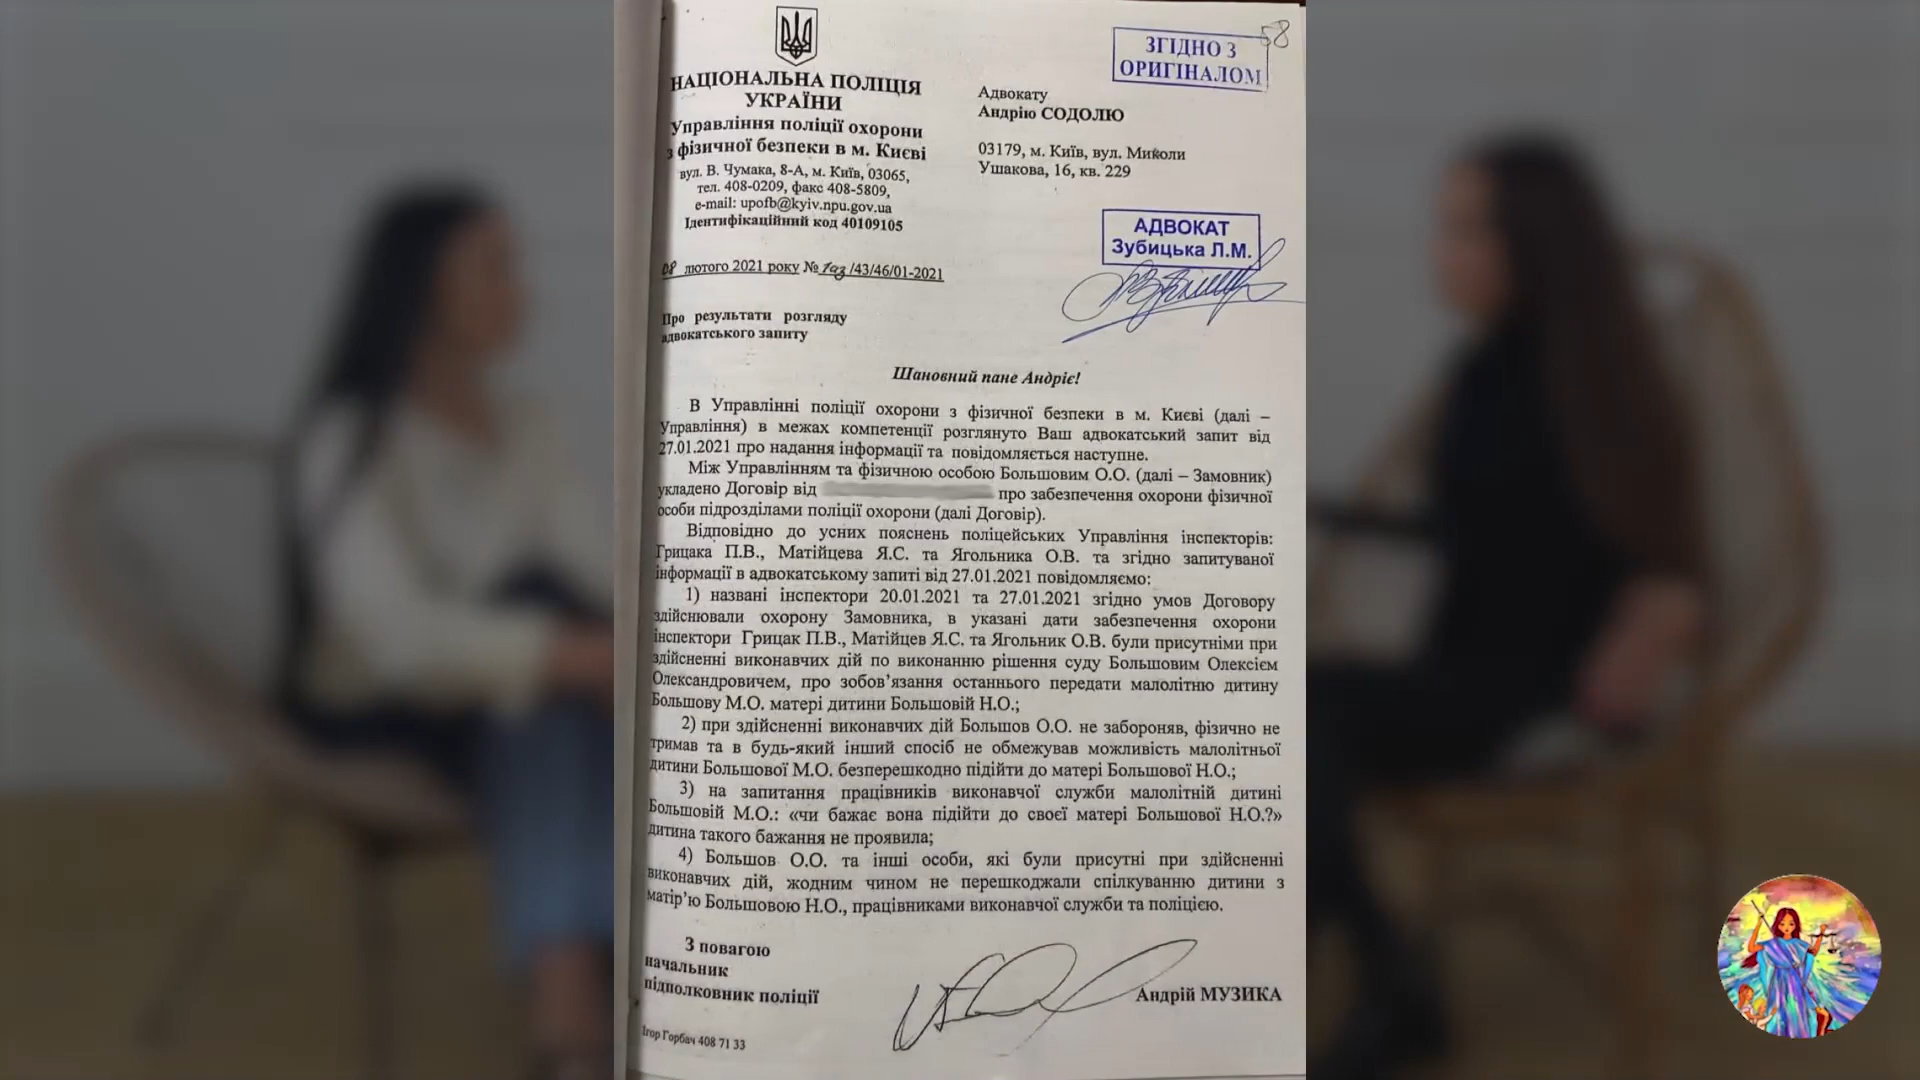 58
ЗГІДНО З
ОРИГІНАЛОМ
НАЦІОНАЛЬНА ПОЛІЦІЯ
УКРАЇНИ
Управління поліції охорони
з фізичної безпеки в м. Києві
вул. В. Чумака, 8-А, м. Київ, 03065,
тел. 408-0209, факс 408-5809,
e-mail: upofb@kyiv.npu.gov.ua
Ідентифікаційний код 40109105
08 лютого 2021 року № /43/46/01-2021
Адвокату
Андрію СОДОЛЮ
03179, м. Київ, вул. Миколи
Ушакова, 16, кв. 229
АДВОКАТ
Зубицька Л.М.
Про результати розгляду
адвокатського запиту
Шановний пане Андріє!
В Управлінні поліції охорони з фізичної безпеки в м. Києві (далі –
Управління) в межах компетенції розглянуто Ваш адвокатський запит від
27.01.2021 про надання інформації та повідомляється наступне.
Між Управлінням та фізичною особою Большовим О.О. (далі – Замовник)
укладено Договір від про забезпечення охорони фізичної
особи підрозділами поліції охорони (далі Договір).
Відповідно до усних пояснень поліцейських Управління інспекторів:
Грицака П.В., Матійцева Я.С. та Ягольника О.В. та згідно запитуваної
інформації в адвокатському запиті від 27.01.2021 повідомляємо:
1) названі інспектори 20.01.2021 та 27.01.2021 згідно умов Договору
здійснювали охорону Замовника, в указані дати забезпечення охорони
інспектори Грицак П.В., Матійцев Я.С. та Ягольник О.В. були присутніми при
здійсненні виконавчих дій по виконанню рішення суду Большовим Олексієм
Олександровичем, про зобов’язання останнього передати малолітню дитину
Большову М.О. матері дитини Большовій Н.О.;
2) при здійсненні виконавчих дій Большов О.О. не забороняв, фізично не
тримав та в будь-який інший спосіб не обмежував можливість малолітньої
дитини Большової М.О. безперешкодно підійти до матері Большової Н.О.;
3) на запитання працівників виконавчої служби малолітній дитині
Большовій М.О.: «чи бажає вона підійти до своєї матері Большової Н.О.?»
дитина такого бажання не проявила;
4) Большов О.О. та інші особи, які були присутні при здійсненні
виконавчих дій, жодним чином не перешкоджали спілкуванню дитини з
матір’ю Большовою Н.О., працівниками виконавчої служби та поліцією.
З повагою
начальник
підполковник поліції
Андрій МУЗИКА
Ігор Горбач 408 71 33